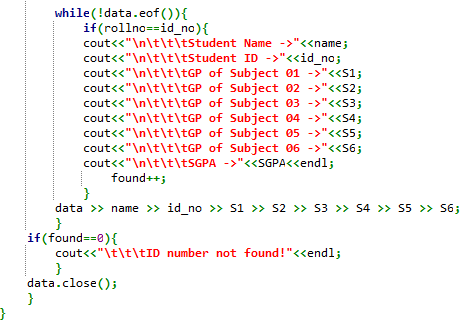 while(!data.eof()){
if(rollno==id_no){
cout<<"\n\t\t\tStudent Name ->"<<name;
cout<<"\n\t\t\tStudent ID ->"<<id_no;
cout<<"\n\t\t\tGP of Subject 01 ->"<<S1;
cout<<"\n\t\t\tGP of Subject 02 ->"<<S2;
cout<<"\n\t\t\tGP of Subject 03 ->"<<S3;
cout<<"\n\t\t\tGP of Subject 04 ->"<<S4;
cout<<"\n\t\t\tGP of Subject 05 ->"<<S5;
cout<<"\n\t\t\tGP of Subject 06 ->"<<S6;
cout<<"\n\t\t\tSGPA ->"<<SGPA<<endl;
found++;
}
data >> name >> id_no >> S1 >> S2 >> S3 >> S4 >> S5 >> S6;
}
if(found==0){
cout<<"\t\t\tID number not found!"<<endl;
}
data.close();
}
}